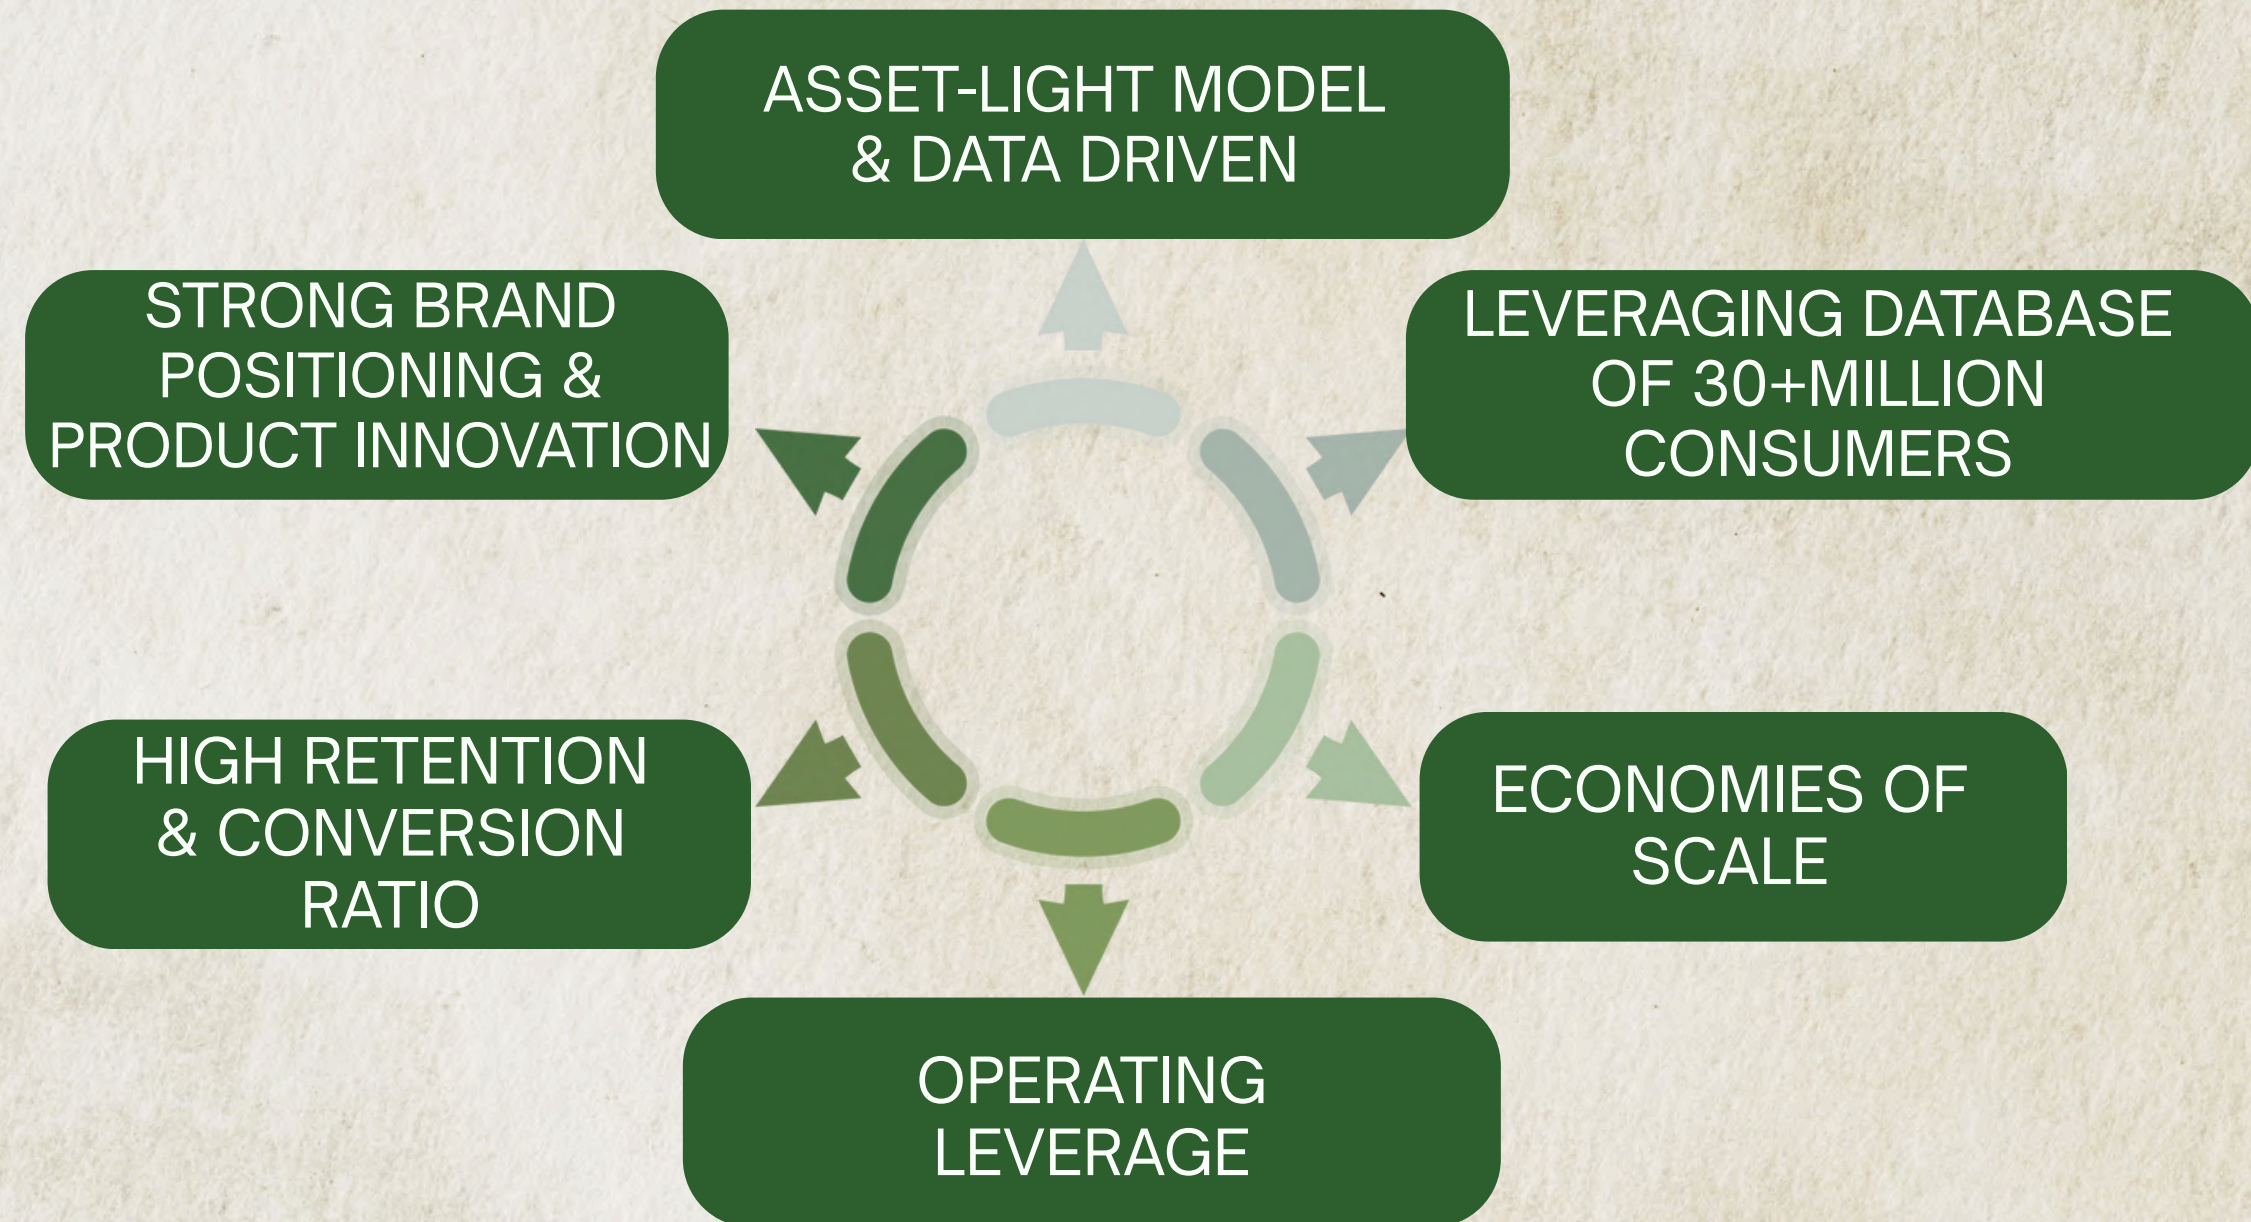 ASSET-LIGHT MODEL
& DATA DRIVEN
STRONG BRAND
POSITIONING &
PRODUCT INNOVATION
LEVERAGING DATABASE
OF 30+MILLION
CONSUMERS
HIGH RETENTION
& CONVERSION
RATIO
ECONOMIES OF
SCALE
OPERATING
LEVERAGE